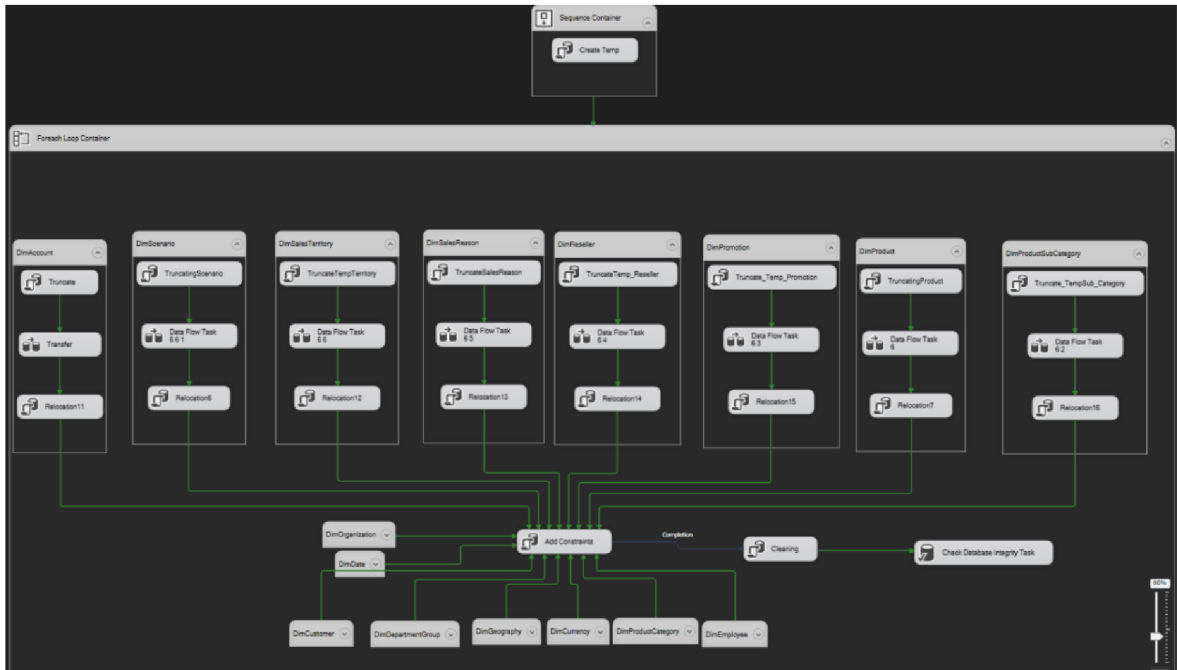 Sequence Container
Create Temp
Foreach Loop Container
DimAccount
Truncate
Transfer
Relocation11
DimScenario
TruncatingScenario
Data Flow Task
6 6 1
Relocation6
DimSalesTerritory
TruncateTempTerritory
Data Flow Task
6 6
Relocation12
DimSalesReason
TruncateSalesReason
Data Flow Task
6 5
Relocation13
DimReseller
TruncateTemp_Reseller
Data Flow Task
6 4
Relocation14
DimPromotion
Truncate_Temp_Promotion
Data Flow Task
6 3
Relocation15
DimProduct
TruncatingProduct
Data Flow Task
6
Relocation7
DimProductSubCategory
Truncate_TempSub_Category
Data Flow Task
6 2
Relocation16
DimOrganization
DimDate
Add Constraints
Completion
Cleaning
Check Database Integrity Task
DimCustomer
DimDepartmentGroup
DimGeography
DimCurrency
DimProductCategory
DimEmployee
80%